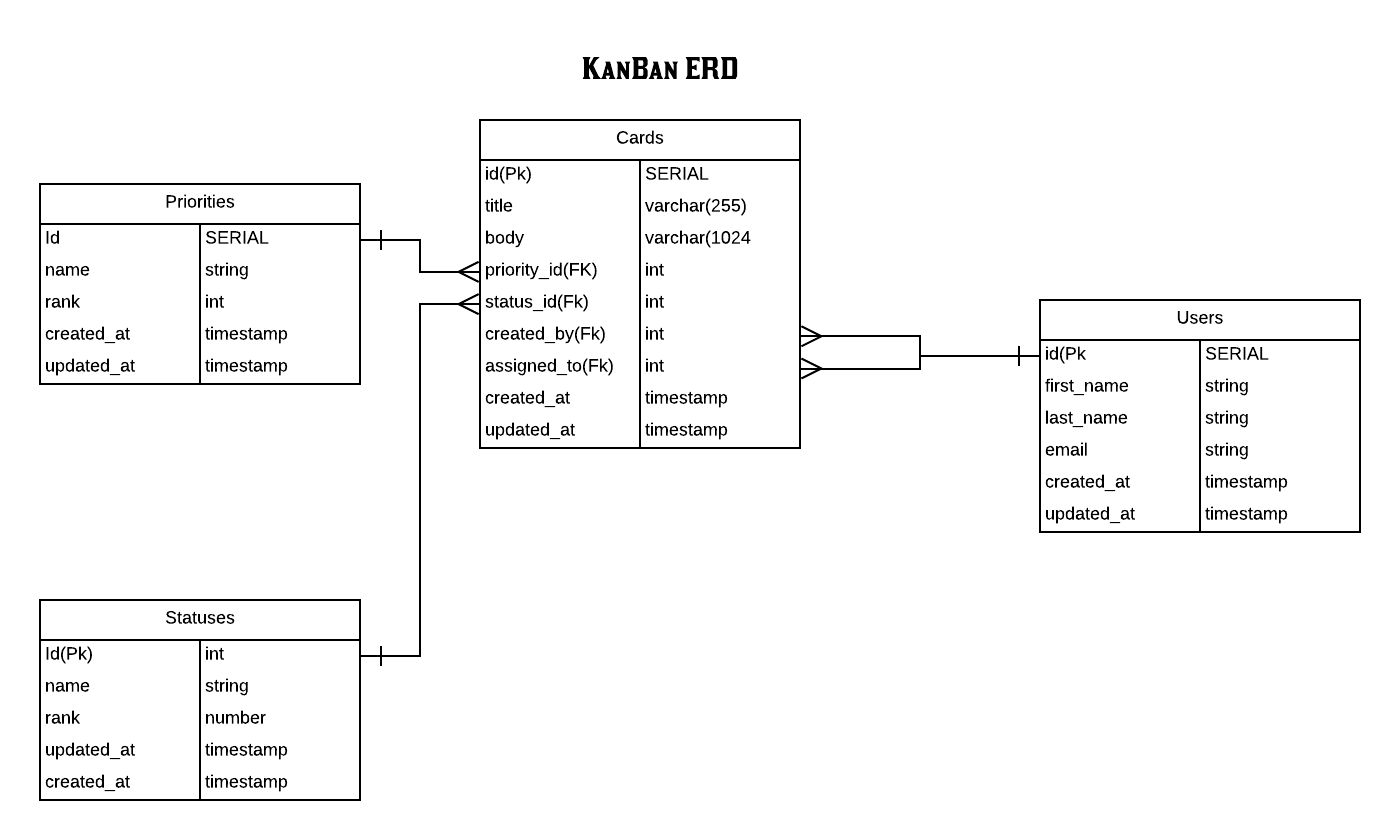 KANBAN ERD
Cards
id(Pk) SERIAL
title varchar(255)
body varchar(1024
priority_id(FK) int
status_id(Fk) int
created_by(Fk) int
assigned_to(Fk) int
created_at timestamp
updated_at timestamp
Priorities
Id SERIAL
name string
rank int
created_at timestamp
updated_at timestamp
Users
id(Pk SERIAL
first_name string
last_name string
email string
created_at timestamp
updated_at timestamp
Statuses
Id(Pk) int
name string
rank number
updated_at timestamp
created_at timestamp